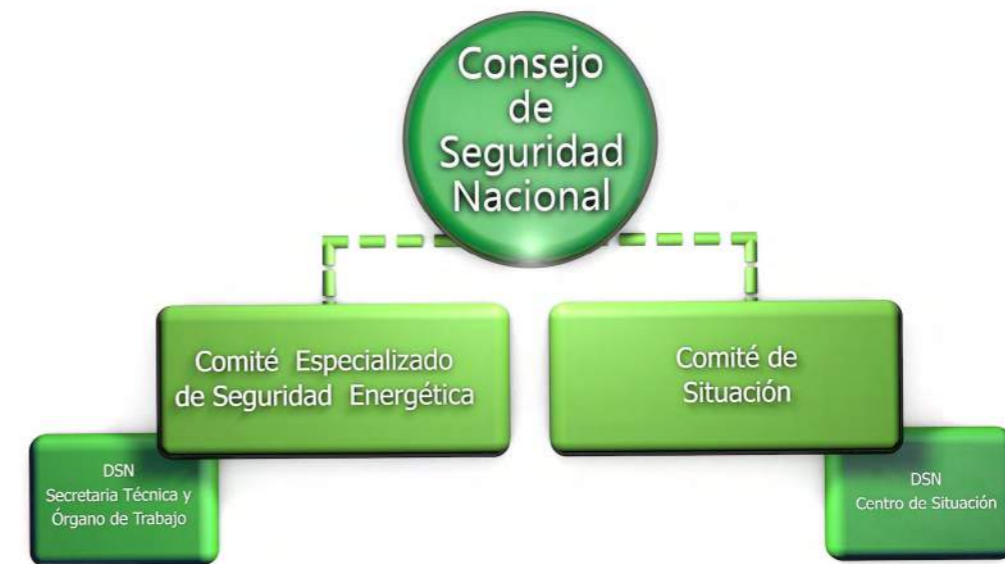 Consejo
de
Seguridad
Nacional
Comité Especializado
de Seguridad Energética
Comité de
Situación
DSN
Secretaria Técnica y
Órgano de Trabajo
DSN
Centro de Situación